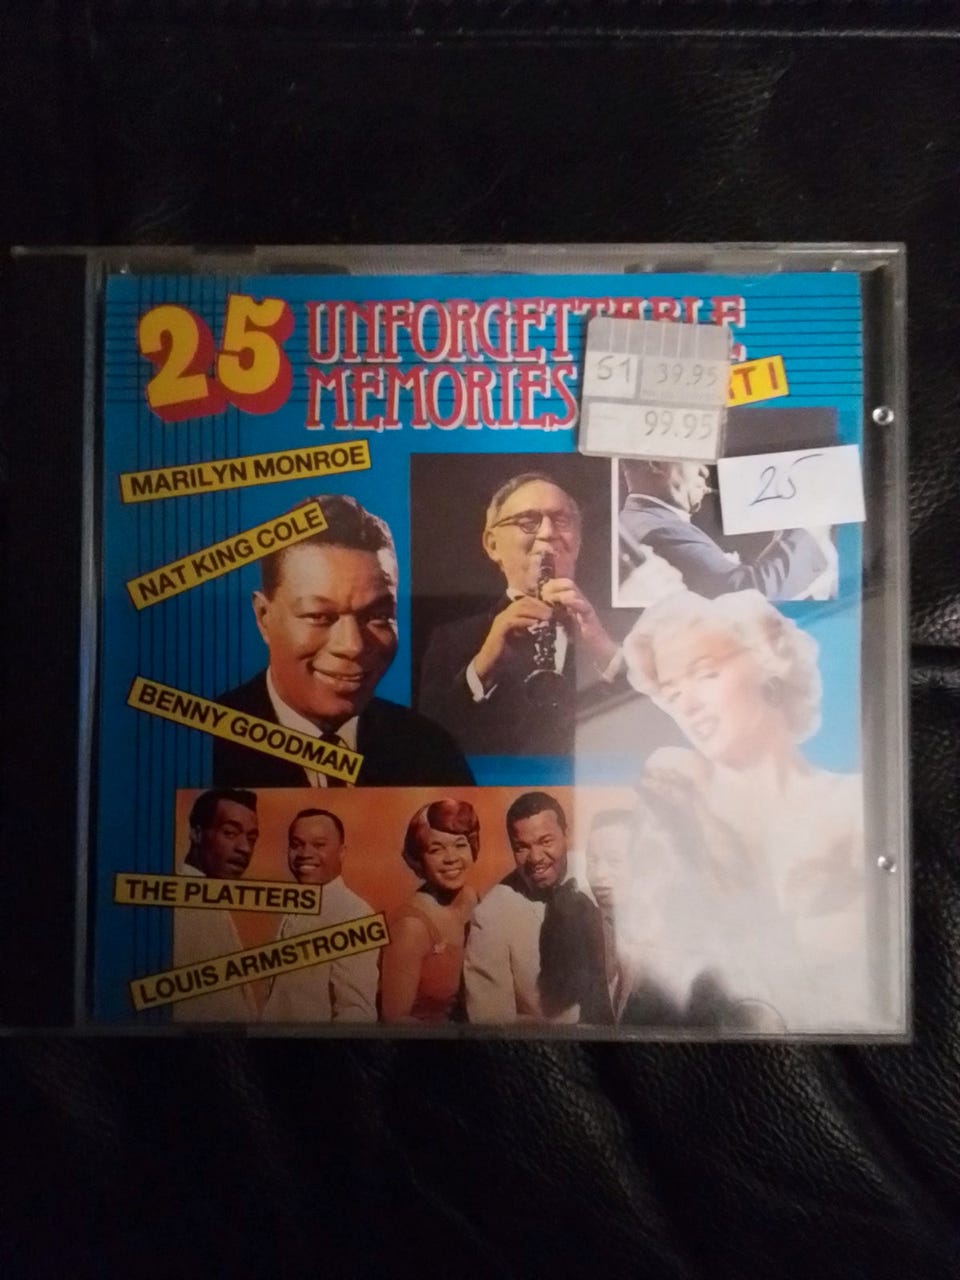 25 UNFORGETTABLE
MEMORIES
S1 39.95
99.95
25
MARILYN MONROE
NAT KING COLE
BENNY GOODMAN
THE PLATTERS
LOUIS ARMSTRONG